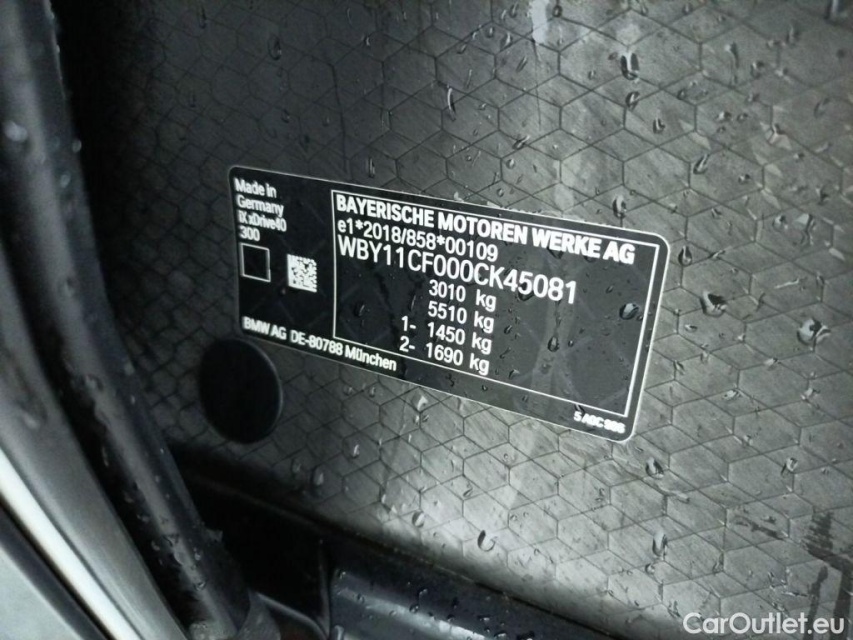 Made in
Germany
iX xDrive40
300
BAYERISCHE MOTOREN WERKE AG
e1*2018/858*00109
WBY11CF000CK45081
3010 kg
5510 kg
1- 1450 kg
2- 1690 kg
BMW AG DE-80788 München
CarOutlet.eu